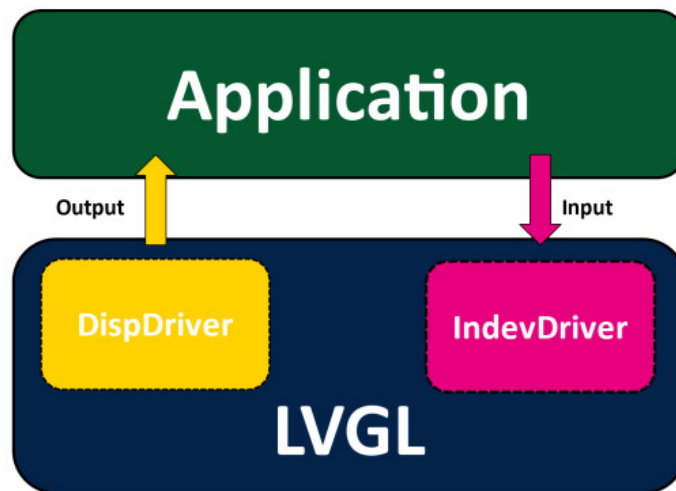 Application
Output
Input
DispDriver
IndevDriver
LVGL